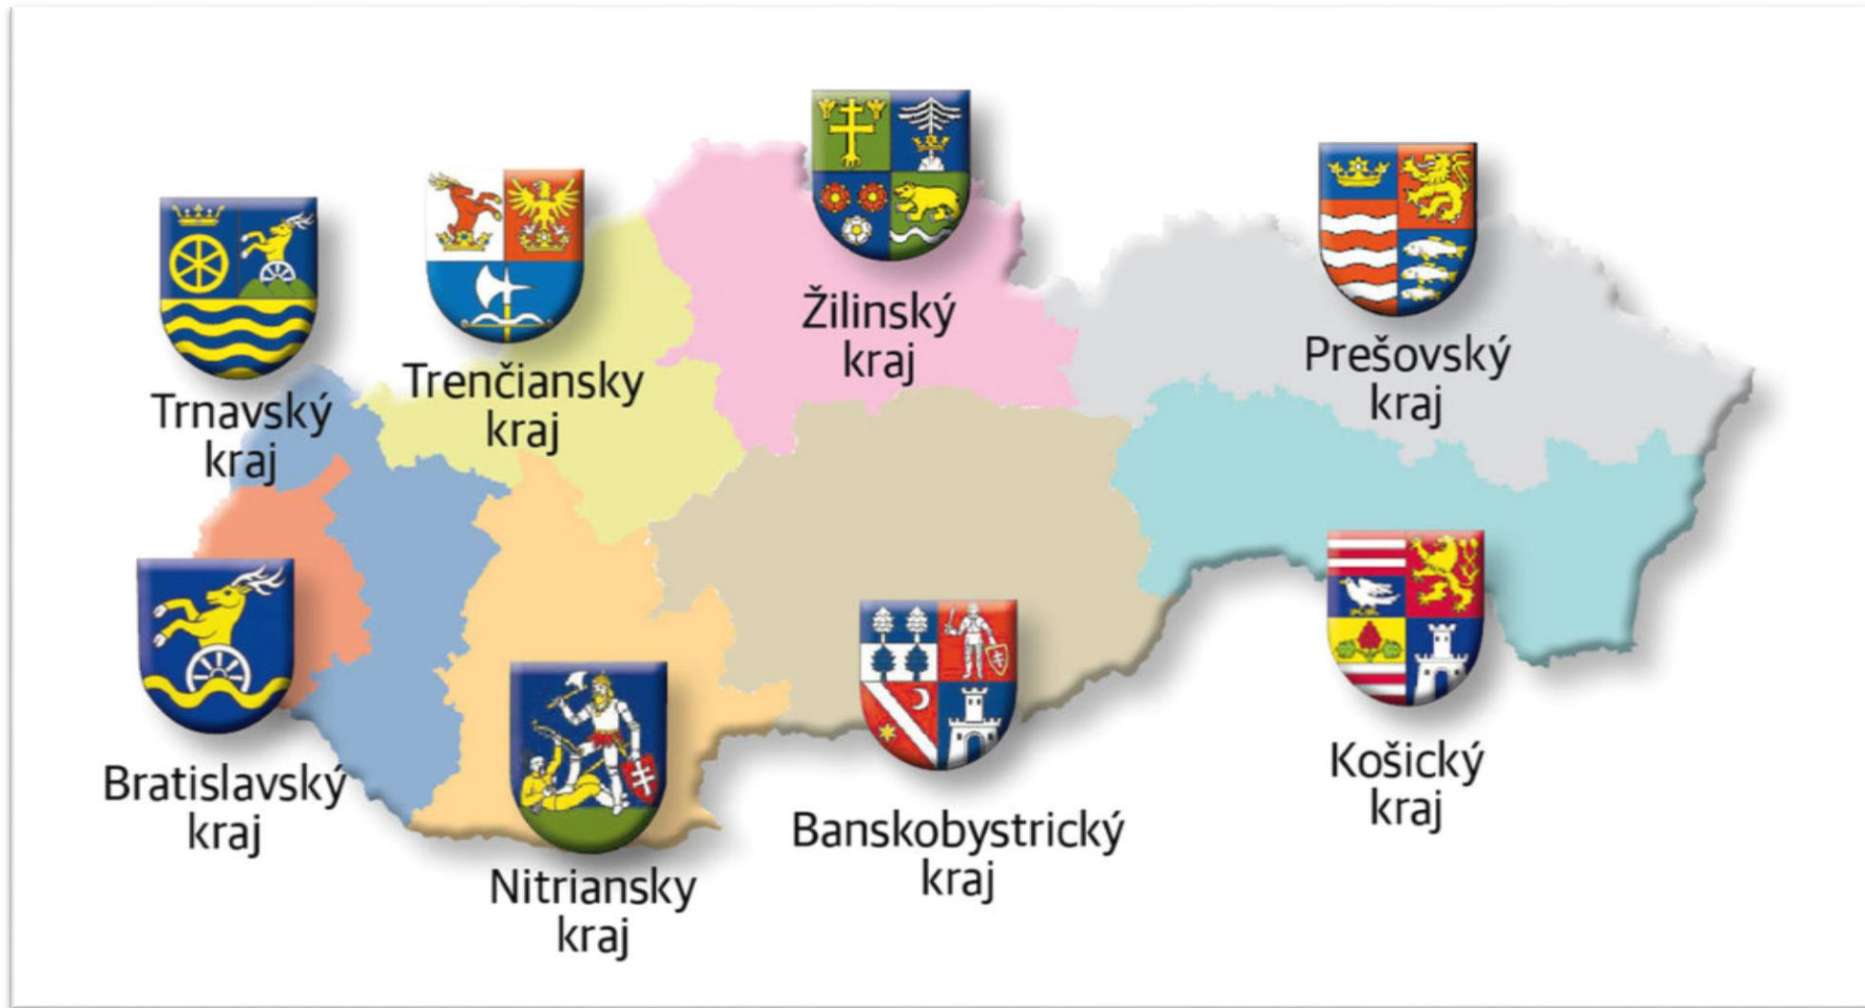 Žilinský
kraj
Prešovský
kraj
Trenčiansky
kraj
Trnavský
kraj
Košický
kraj
Bratislavský
kraj
Banskobystrický
kraj
Nitriansky
kraj